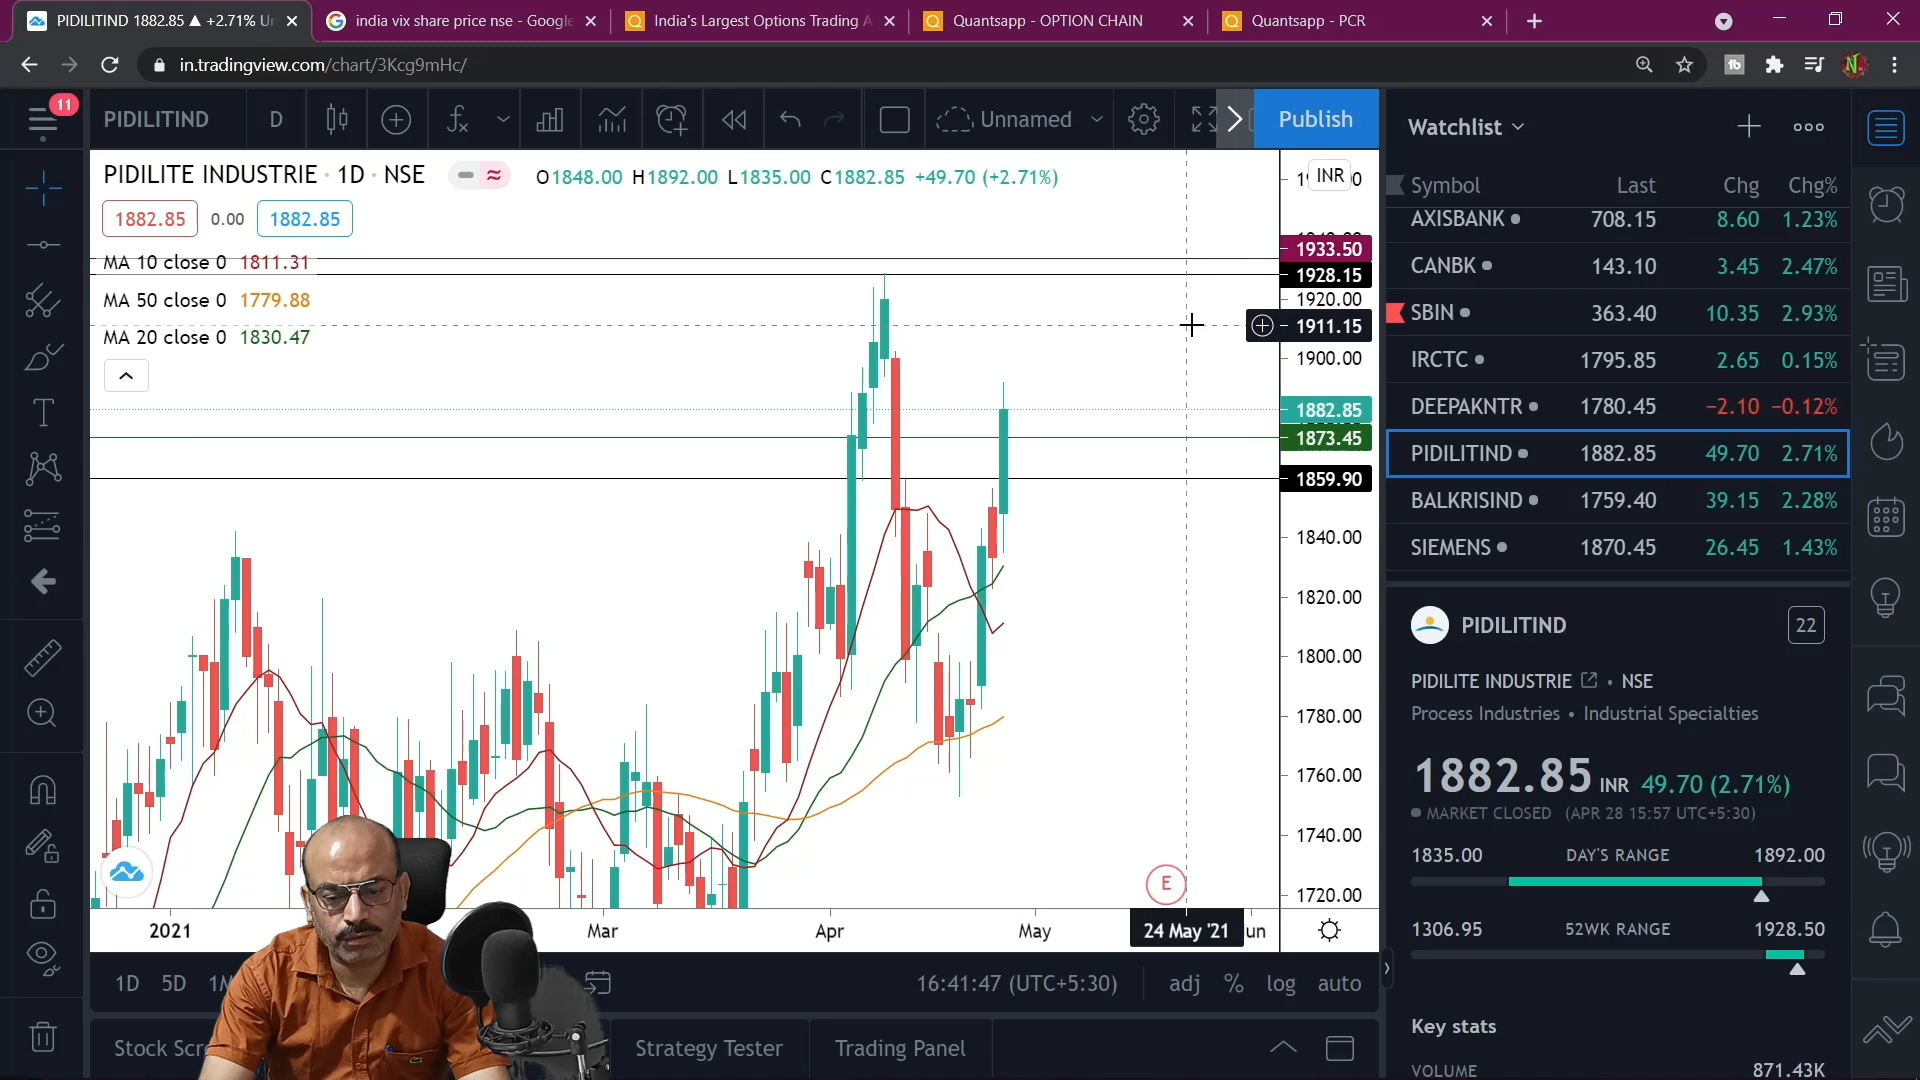 PIDILITIND 1882.85 ▲ +2.71% Un
india vix share price nse - Google
India's Largest Options Trading A
Quantsapp - OPTION CHAIN
Quantsapp - PCR
in.tradingview.com/chart/3Kcg9mHc/
11
PIDILITIND
D
Unnamed
Publish
PIDILITE INDUSTRIE · 1D · NSE
O1848.00 H1892.00 L1835.00 C1882.85 +49.70 (+2.71%)
1882.85 0.00 1882.85
MA 10 close 0 1811.31
MA 50 close 0 1779.88
MA 20 close 0 1830.47
INR
1933.50
1928.15
1920.00
1911.15
1900.00
1882.85
1873.45
1859.90
1840.00
1820.00
1800.00
1780.00
1760.00
1740.00
1720.00
E
2021
Mar
Apr
May
24 May '21
un
1D 5D 1M
16:41:47 (UTC+5:30)
adj % log auto
Stock Scr
Strategy Tester
Trading Panel
Watchlist
Symbol Last Chg Chg%
AXISBANK 708.15 8.60 1.23%
CANBK 143.10 3.45 2.47%
SBIN 363.40 10.35 2.93%
IRCTC 1795.85 2.65 0.15%
DEEPAKNTR 1780.45 −2.10 −0.12%
PIDILITIND 1882.85 49.70 2.71%
BALKRISIND 1759.40 39.15 2.28%
SIEMENS 1870.45 26.45 1.43%
PIDILITIND
22
PIDILITE INDUSTRIE • NSE
Process Industries • Industrial Specialties
1882.85 INR 49.70 (2.71%)
MARKET CLOSED (APR 28 15:57 UTC+5:30)
1835.00 DAY'S RANGE 1892.00
1306.95 52WK RANGE 1928.50
Key stats
VOLUME 871.43K